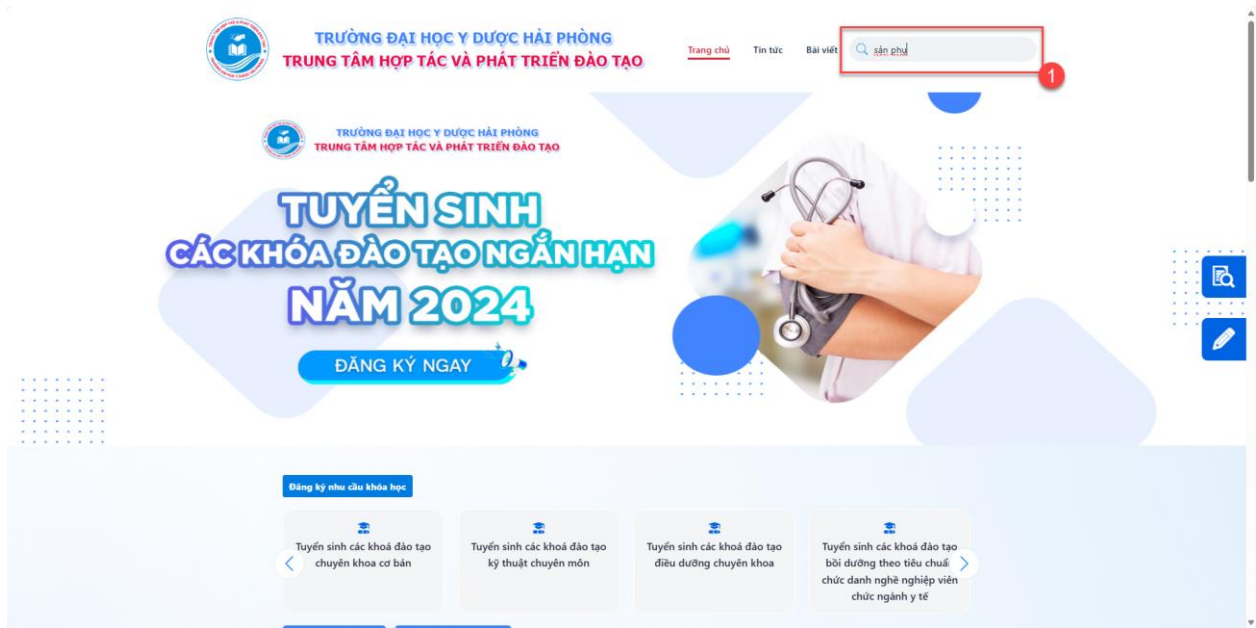 TRƯỜNG ĐẠI HỌC Y DƯỢC HẢI PHÒNG
TRUNG TÂM HỢP TÁC VÀ PHÁT TRIỂN ĐÀO TẠO
Trang chủ Tin tức Bài viết sản phụ
1
TRƯỜNG ĐẠI HỌC Y DƯỢC HẢI PHÒNG
TRUNG TÂM HỢP TÁC VÀ PHÁT TRIỂN ĐÀO TẠO
TUYỂN SINH
CÁC KHÓA ĐÀO TẠO NGẮN HẠN
NĂM 2024
ĐĂNG KÝ NGAY
Đăng ký nhu cầu khóa học
Tuyển sinh các khoá đào tạo
chuyên khoa cơ bản
Tuyển sinh các khoá đào tạo
kỹ thuật chuyên môn
Tuyển sinh các khoá đào tạo
điều dưỡng chuyên khoa
Tuyển sinh các khoá đào tạo
bồi dưỡng theo tiêu chuẩn
chức danh nghề nghiệp viên
chức ngành y tế